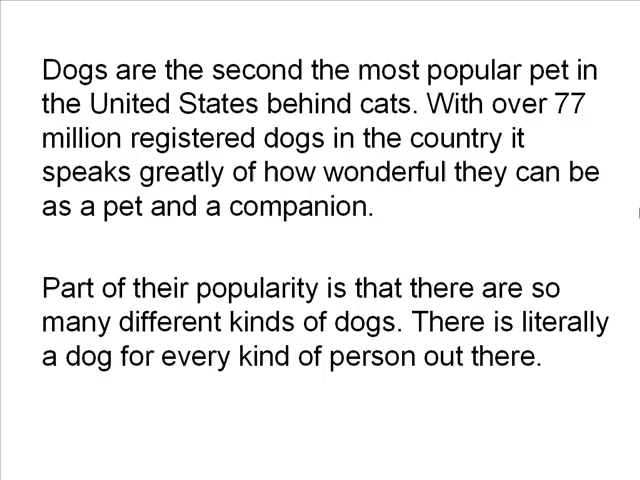 Dogs are the second the most popular pet in
the United States behind cats. With over 77
million registered dogs in the country it
speaks greatly of how wonderful they can be
as a pet and a companion.
Part of their popularity is that there are so
many different kinds of dogs. There is literally
a dog for every kind of person out there.